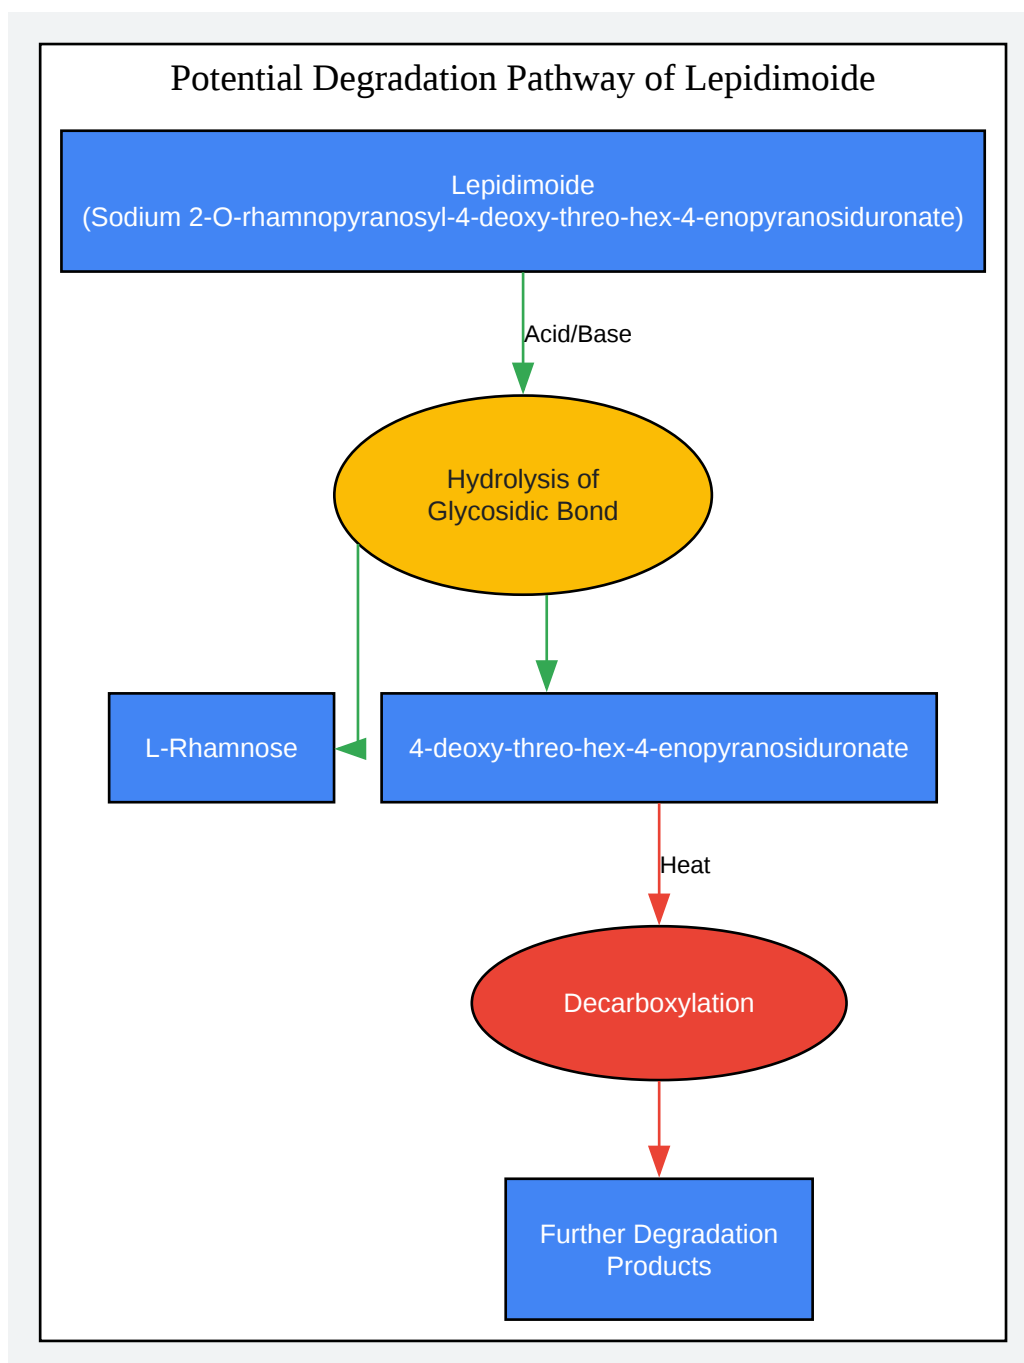 Potential Degradation Pathway of Lepidimoide
Lepidimoide
(Sodium 2-O-rhamnopyranosyl-4-deoxy-threo-hex-4-enopyranosiduronate)
Acid/Base
Hydrolysis of
Glycosidic Bond
L-Rhamnose
4-deoxy-threo-hex-4-enopyranosiduronate
Heat
Decarboxylation
Further Degradation
Products